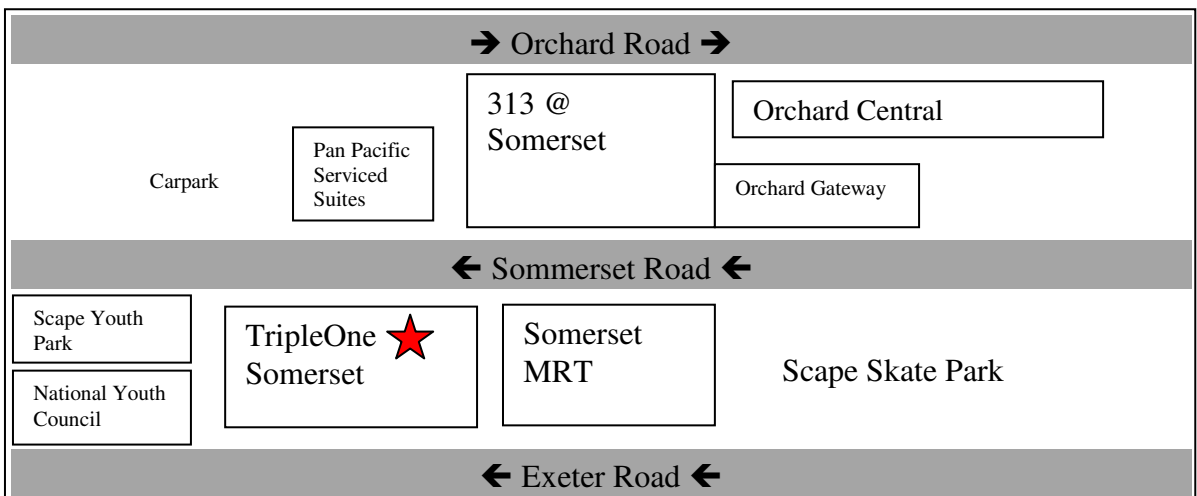 ➔ Orchard Road ➔
313 @
Somerset
Orchard Central
Pan Pacific
Serviced
Suites
Carpark
Orchard Gateway
← Sommerset Road ←
Scape Youth
Park
National Youth
Council
TripleOne
Somerset
Somerset
MRT
Scape Skate Park
← Exeter Road ←